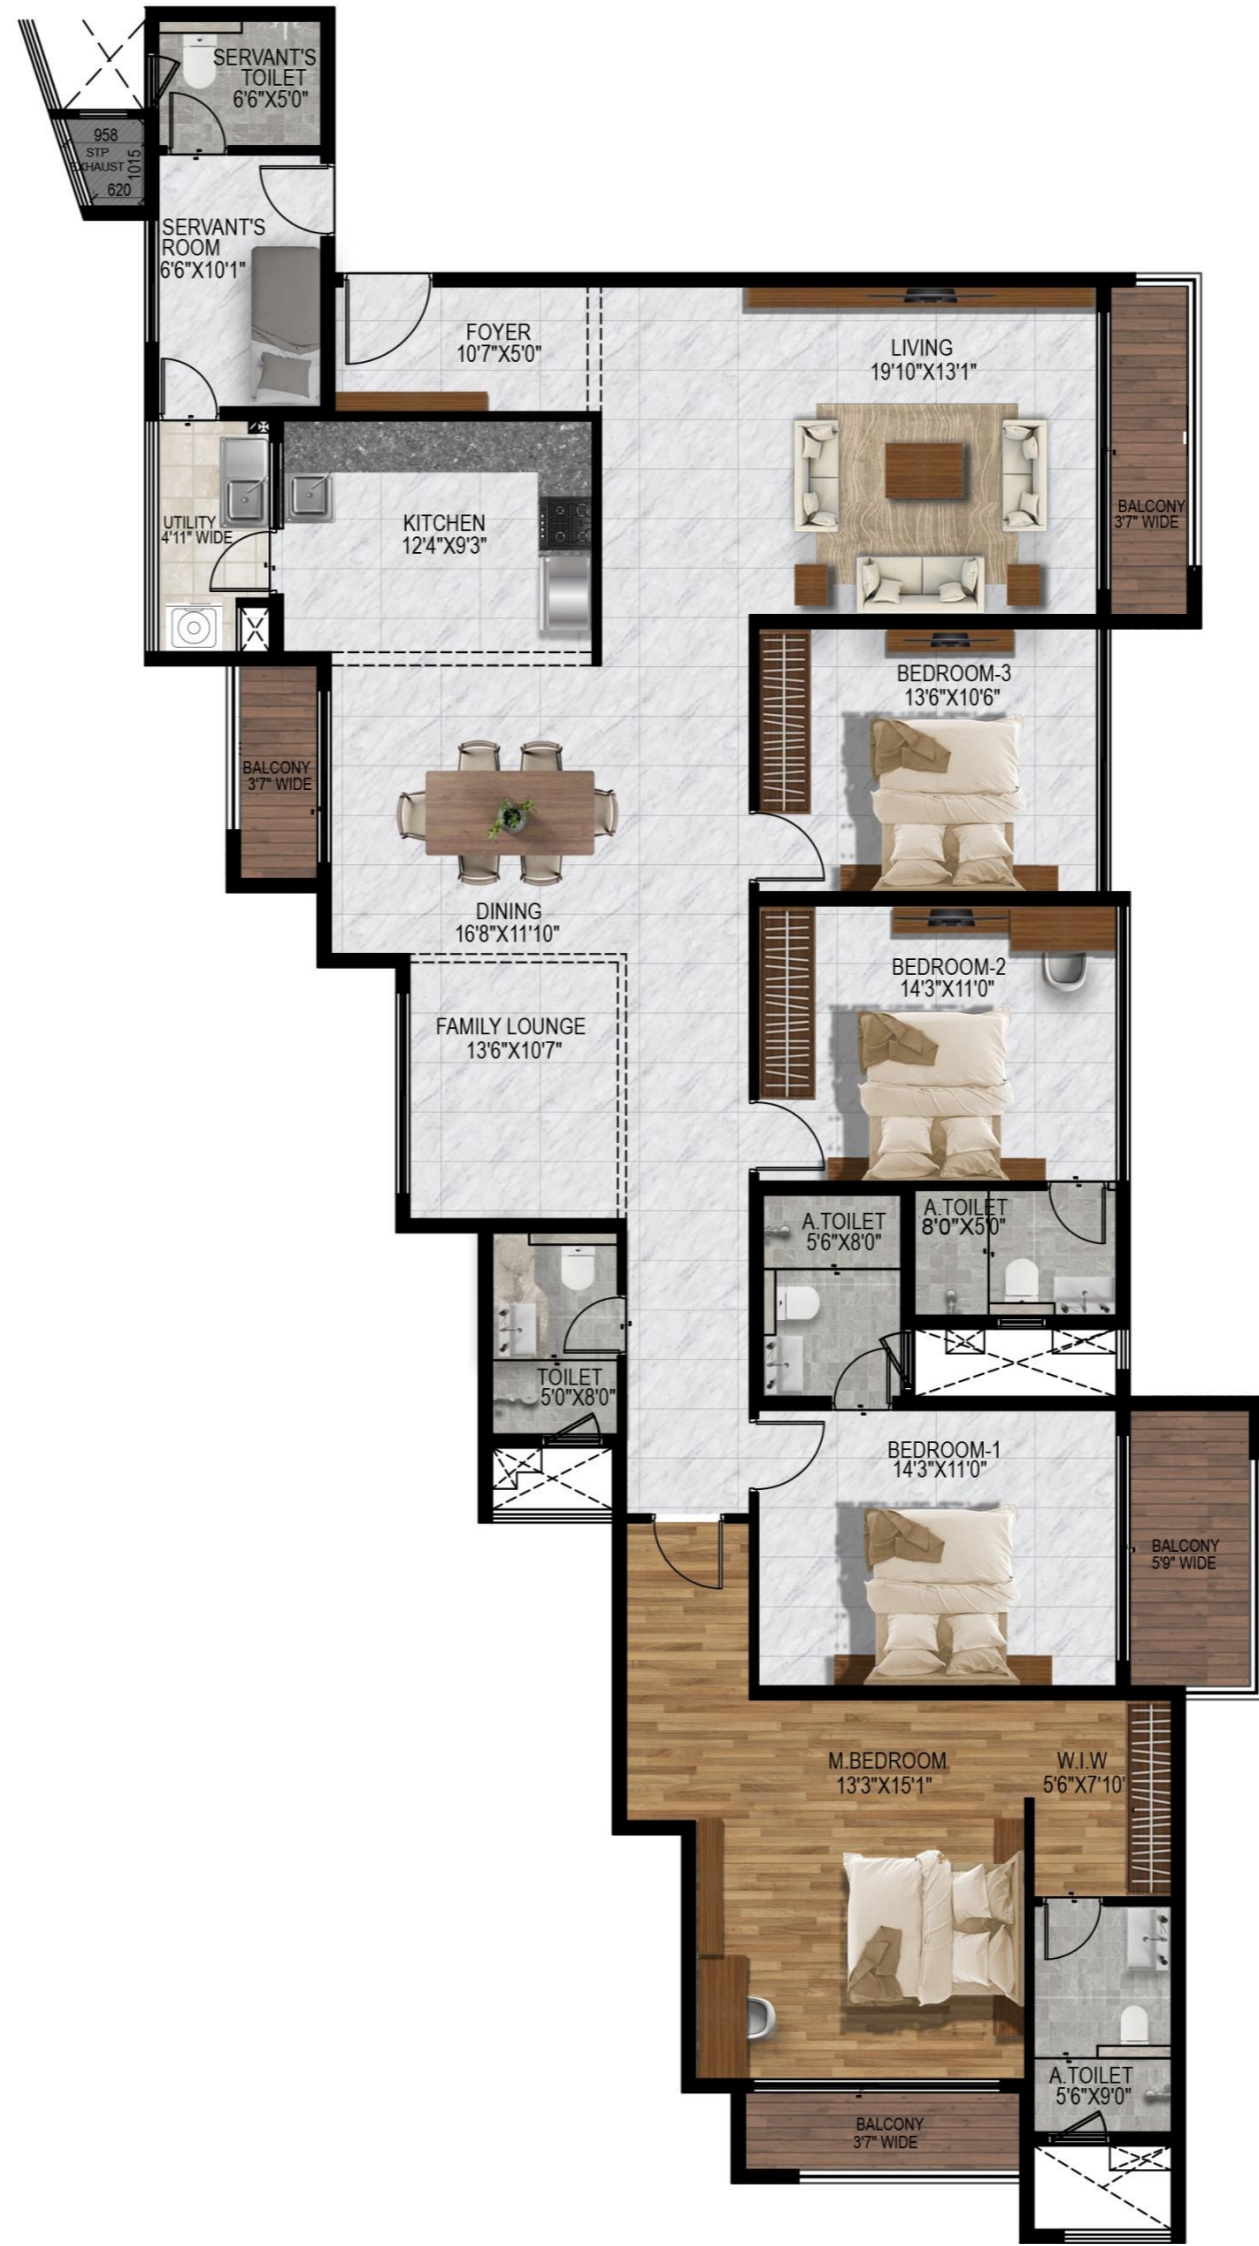 SERVANT'S
TOILET
6'6"X5'0"
958
STP
EXHAUST
1015
620
SERVANT'S
ROOM
6'6"X10'1"
FOYER
10'7"X5'0"
LIVING
19'10"X13'1"
BALCONY
3'7" WIDE
UTILITY
4'11" WIDE
KITCHEN
12'4"X9'3"
BEDROOM-3
13'6"X10'6"
BALCONY
3'7" WIDE
DINING
16'8"X11'10"
BEDROOM-2
14'3"X11'0"
FAMILY LOUNGE
13'6"X10'7"
A.TOILET
5'6"X8'0"
A.TOILET
8'0"X5'0"
TOILET
5'0"X8'0"
BEDROOM-1
14'3"X11'0"
BALCONY
5'9" WIDE
M.BEDROOM
13'3"X15'1"
W.I.W
5'6"X7'10'
A.TOILET
5'6"X9'0"
BALCONY
3'7" WIDE